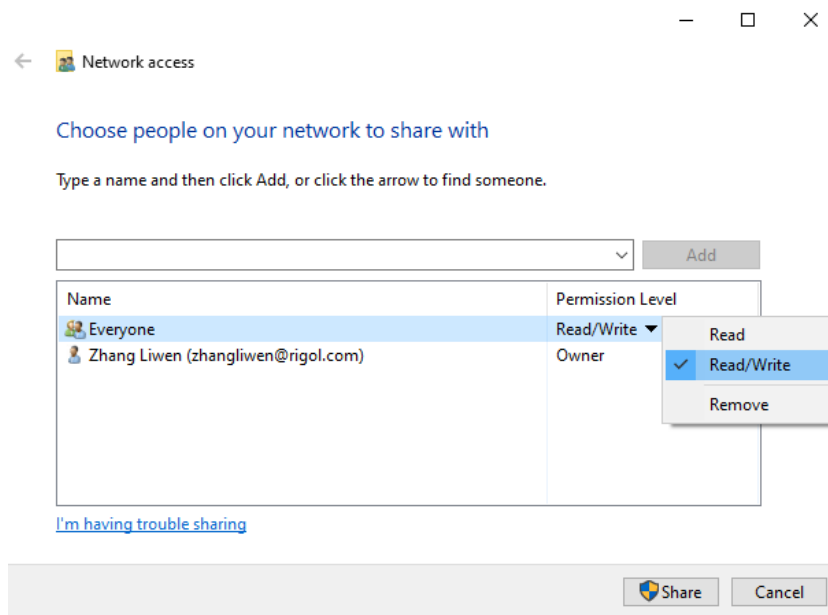 Network access
Choose people on your network to share with
Type a name and then click Add, or click the arrow to find someone.
Add
Name Permission Level
Everyone Read/Write
Read
Zhang Liwen (zhangliwen@rigol.com) Owner
Read/Write
Remove
I'm having trouble sharing
Share Cancel